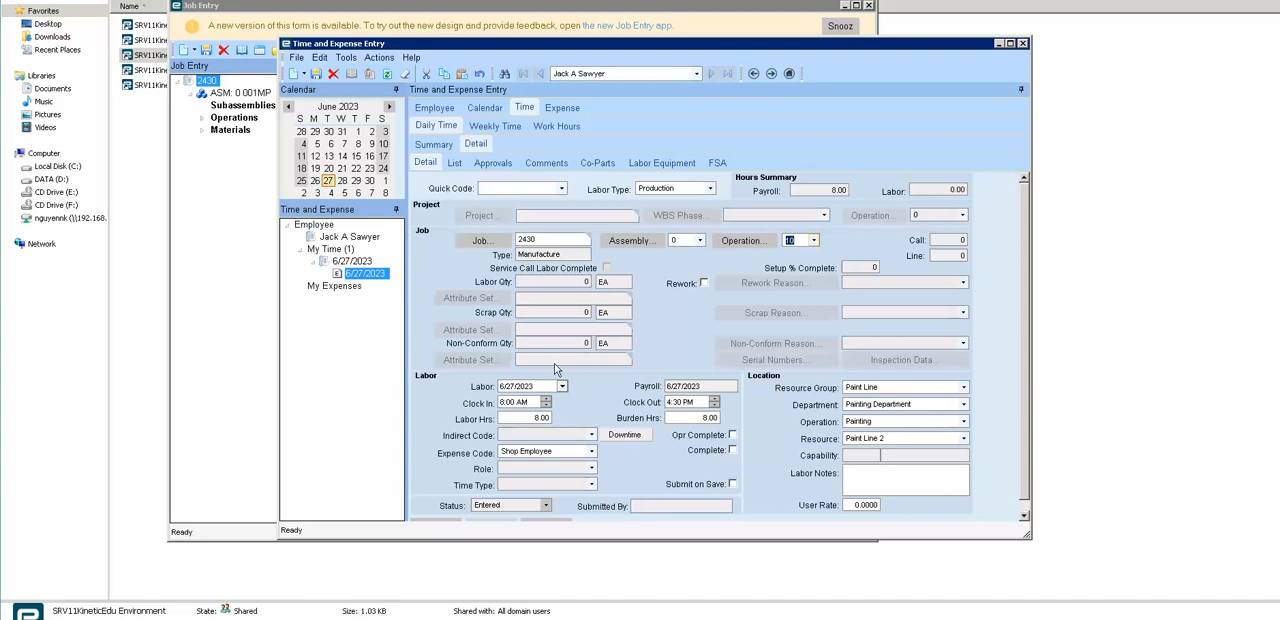 Favorites
Desktop
Downloads
Recent Places
Libraries
Documents
Music
Pictures
Videos
Computer
Local Disk (C:)
DATA (D:)
CD Drive (E:)
CD Drive (F:)
nguyennk (\\192.168.
Network
Name
SRV11Kine
SRV11Kine
SRV11Kine
SRV11Kine
SRV11Kine
Job Entry
A new version of this form is available. To try out the new design and provide feedback, open the new Job Entry app.
Snooz
Job Entry
2430
ASM: 0 001MP
Subassemblies
Operations
Materials
Ready
Time and Expense Entry
File Edit Tools Actions Help
Jack A Sawyer
Calendar
June 2023
S M T W T F S
28 29 30 31 1 2 3
4 5 6 7 8 9 10
11 12 13 14 15 16 17
18 19 20 21 22 23 24
25 26 27 28 29 30 1
2 3 4 5 6 7 8
Time and Expense
Employee
Jack A Sawyer
My Time (1)
6/27/2023
6/27/2023
My Expenses
Time and Expense Entry
Employee Calendar Time Expense
Daily Time Weekly Time Work Hours
Summary Detail
Detail List Approvals Comments Co-Parts Labor Equipment FSA
Quick Code: Labor Type: Production
Hours Summary
Payroll: 8.00 Labor: 0.00
Project
Project... WBS Phase... Operation... 0
Job
Job... 2430 Assembly... 0 Operation... 10 Call: 0
Type: Manufacture Line: 0
Service Call Labor Complete Setup % Complete: 0
Labor Qty: 0 EA Rework: Rework Reason...
Attribute Set...
Scrap Qty: 0 EA Scrap Reason...
Attribute Set...
Non-Conform Qty: 0 EA Non-Conform Reason...
Attribute Set... Serial Numbers... Inspection Data...
Labor
Labor: 6/27/2023 Payroll: 6/27/2023
Clock In: 8:00 AM Clock Out: 4:30 PM
Labor Hrs: 8.00 Burden Hrs: 8.00
Indirect Code: Downtime Opr Complete:
Expense Code: Shop Employee Complete:
Role:
Time Type: Submit on Save:
Status: Entered Submitted By:
Location
Resource Group: Paint Line
Department: Painting Department
Operation: Painting
Resource: Paint Line 2
Capability:
Labor Notes:
User Rate: 0.0000
Ready
SRV11KineticEdu Environment State: Shared Size: 1.03 KB Shared with: All domain users